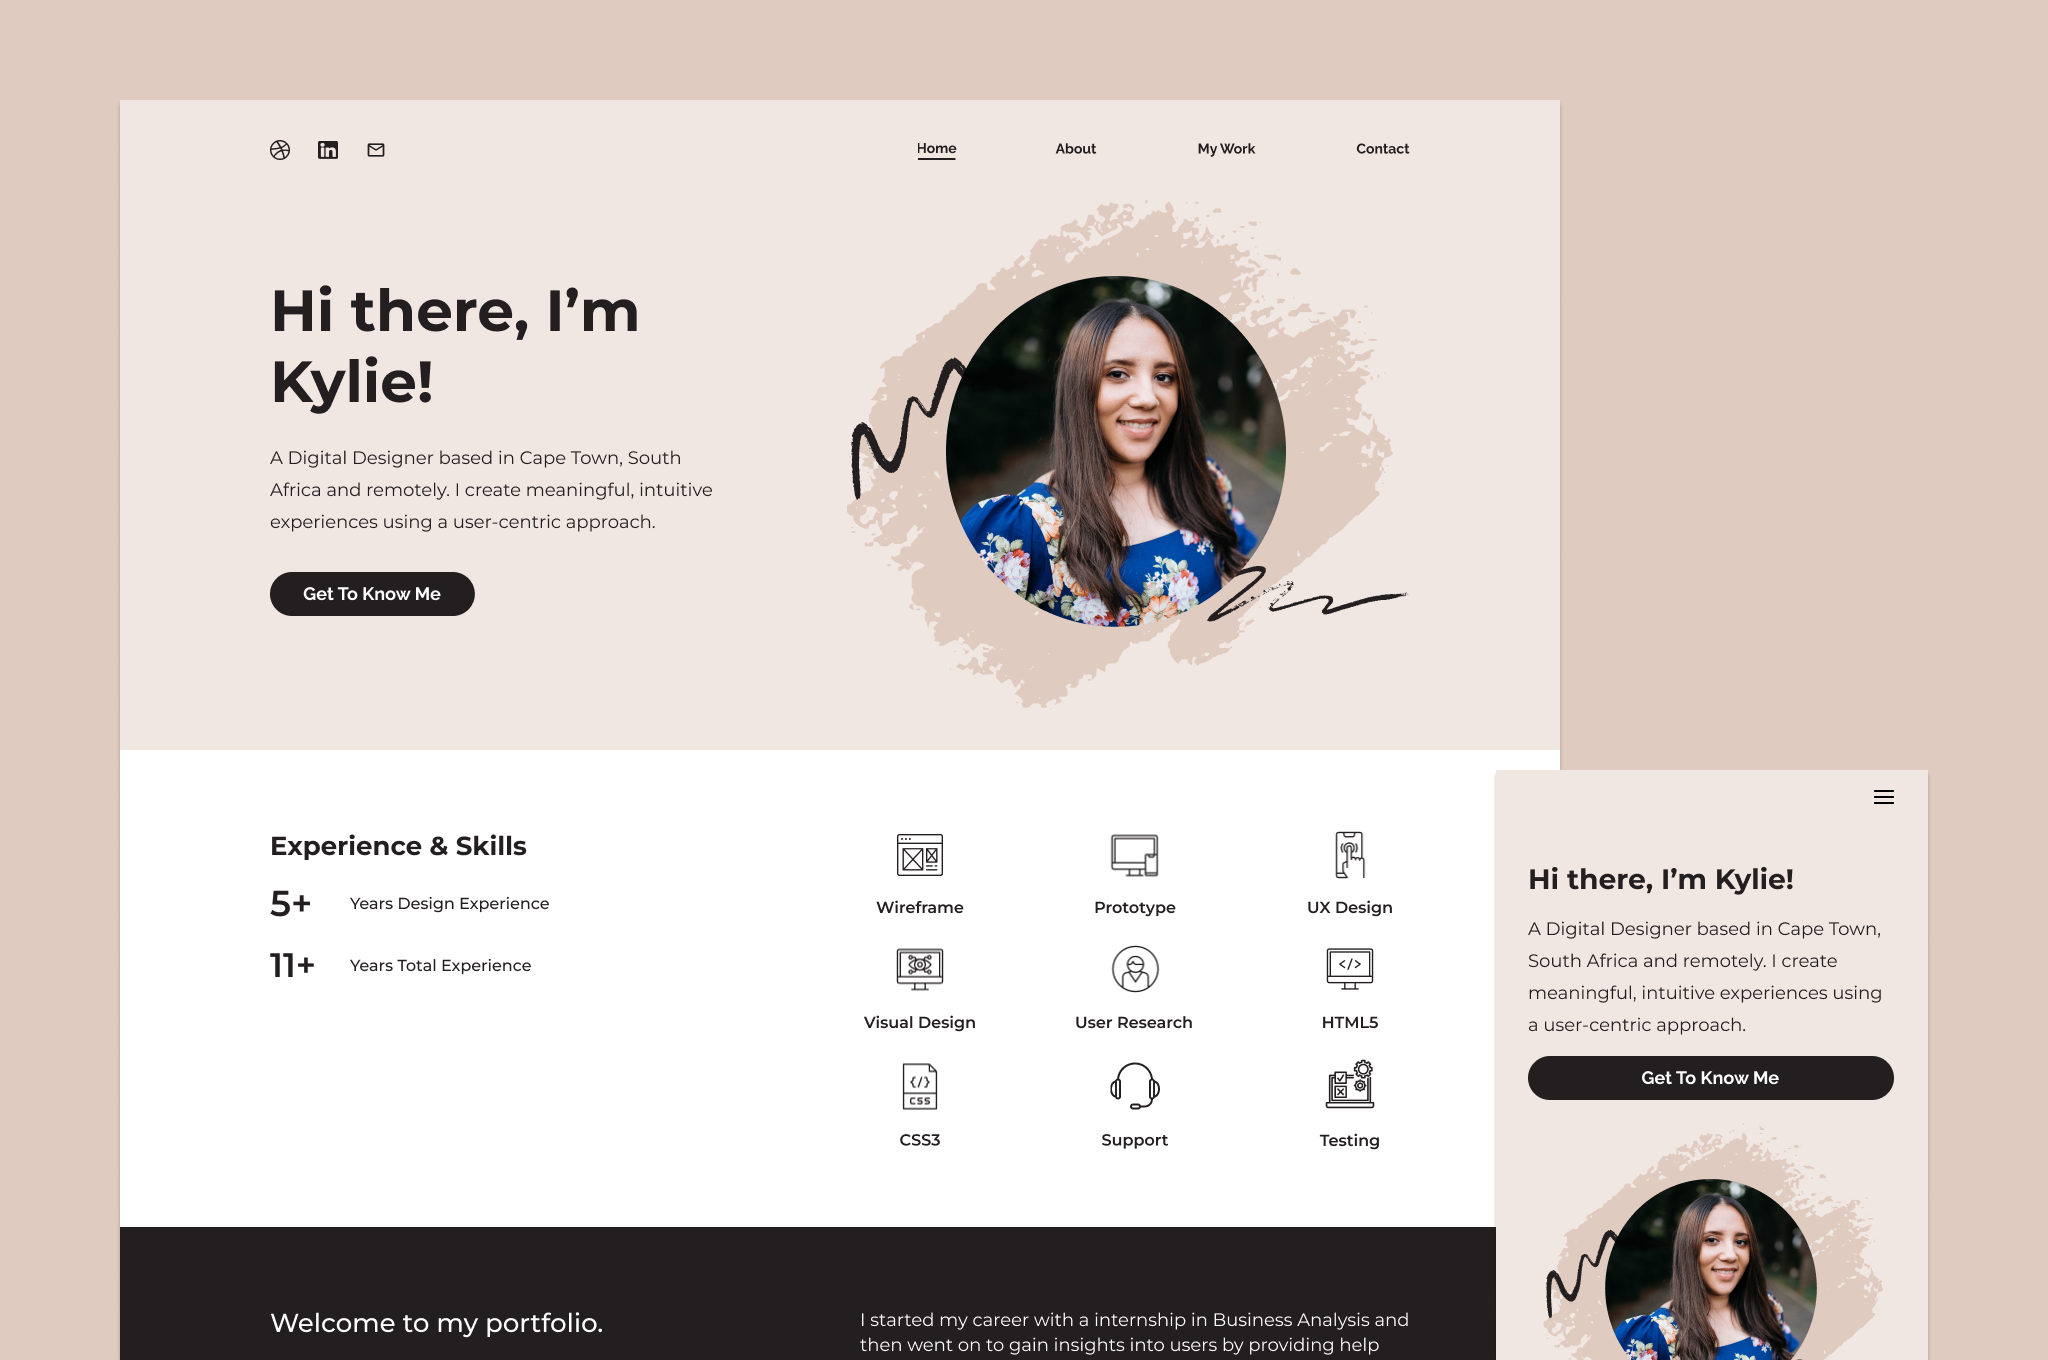 in
Home
About
My Work
Contact
Hi there, I’m
Kylie!
A Digital Designer based in Cape Town, South
Africa and remotely. I create meaningful, intuitive
experiences using a user-centric approach.
Get To Know Me
Experience & Skills
5+
Years Design Experience
11+
Years Total Experience
Wireframe
Prototype
UX Design
</>
Visual Design
User Research
HTML5
{/}
CSS
CSS3
Support
Testing
Welcome to my portfolio.
I started my career with a internship in Business Analysis and
then went on to gain insights into users by providing help
Hi there, I’m Kylie!
A Digital Designer based in Cape Town,
South Africa and remotely. I create
meaningful, intuitive experiences using
a user-centric approach.
Get To Know Me